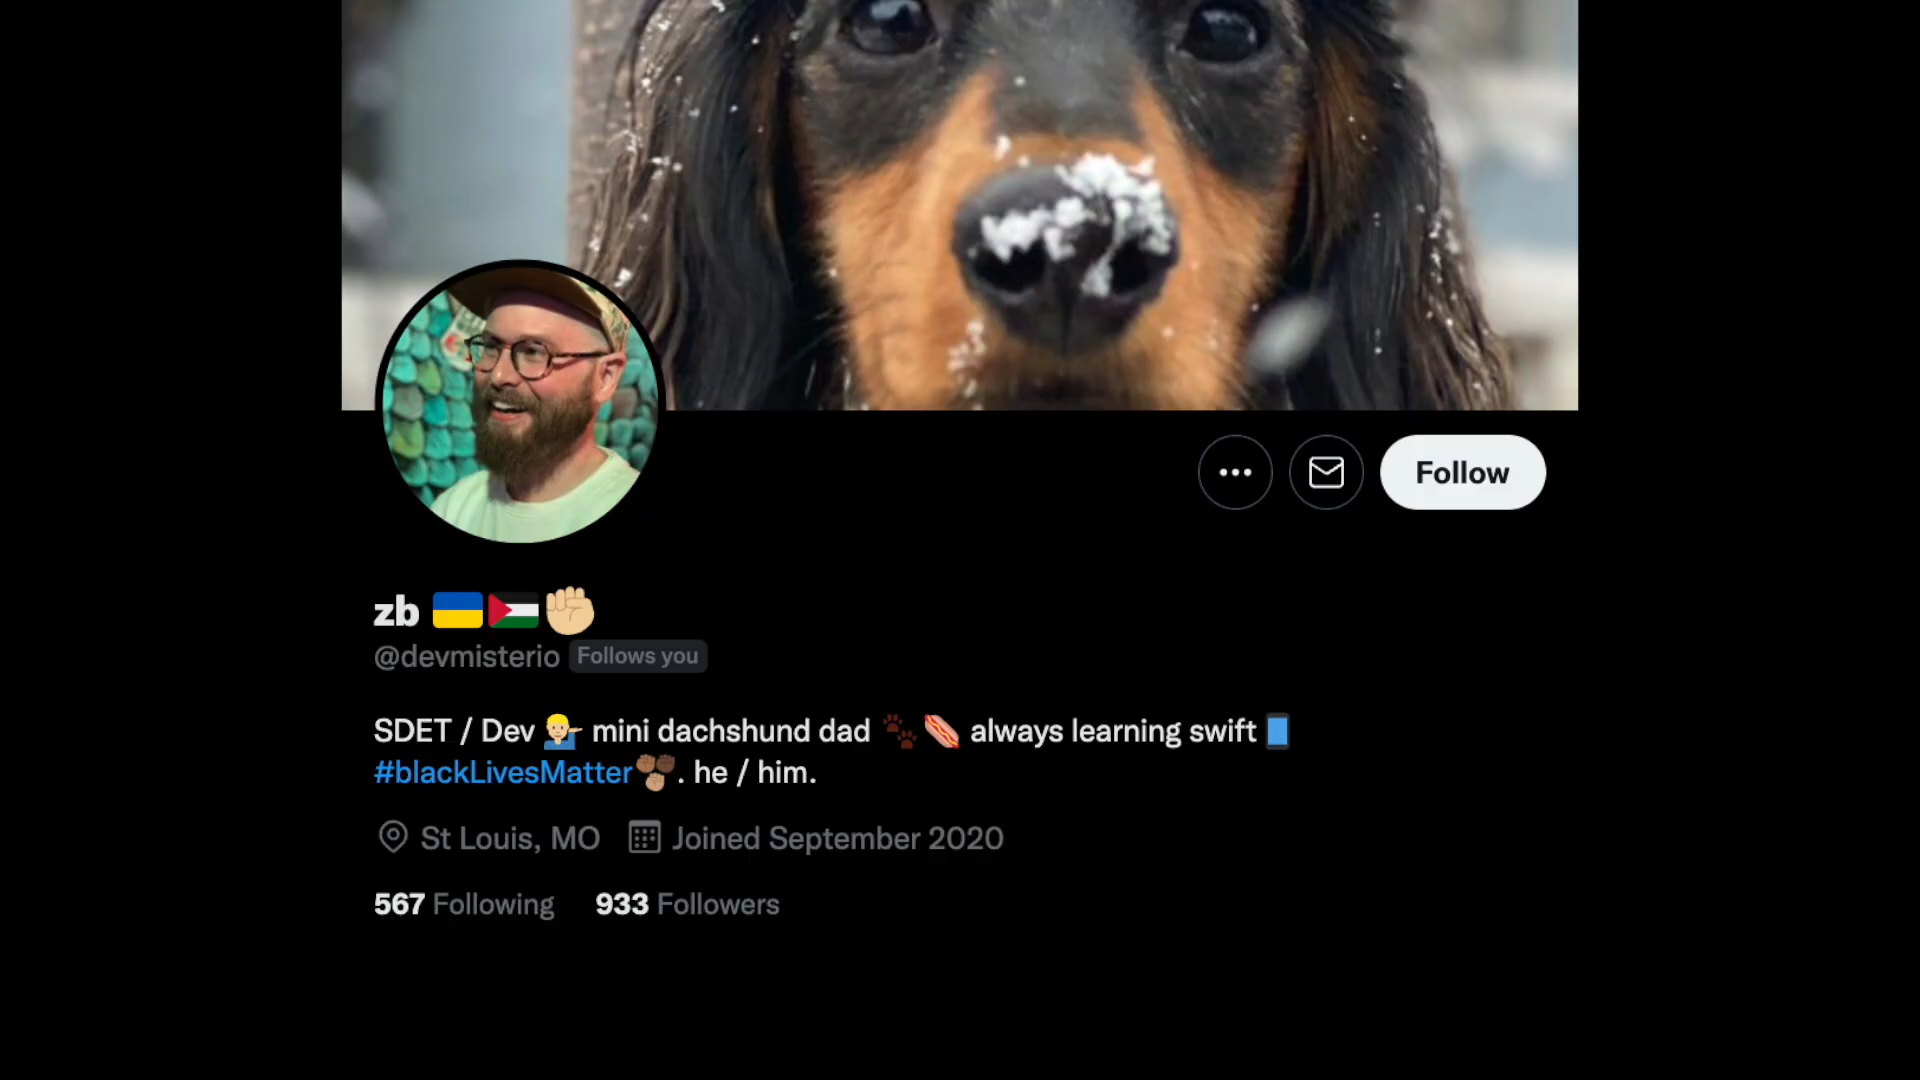 Follow
zb 🇺🇦🇵🇸✊🏼
@devmisterio Follows you
SDET / Dev 💁🏼‍♂️ mini dachshund dad 🐾🌭 always learning swift📱
#blackLivesMatter✊🏾✊🏿✊🏽. he / him.
St Louis, MO Joined September 2020
567 Following 933 Followers